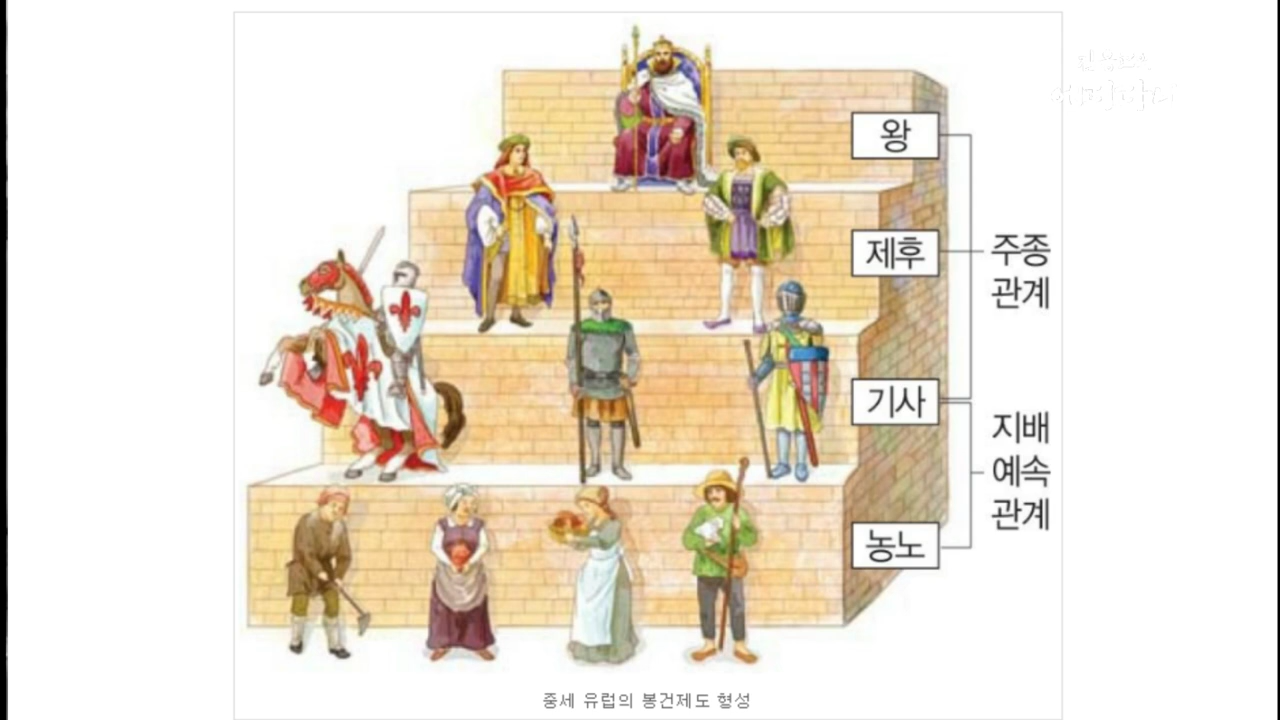 왕
제후
주종
관계
기사
지배
예속
관계
농노
중세 유럽의 봉건제도 형성